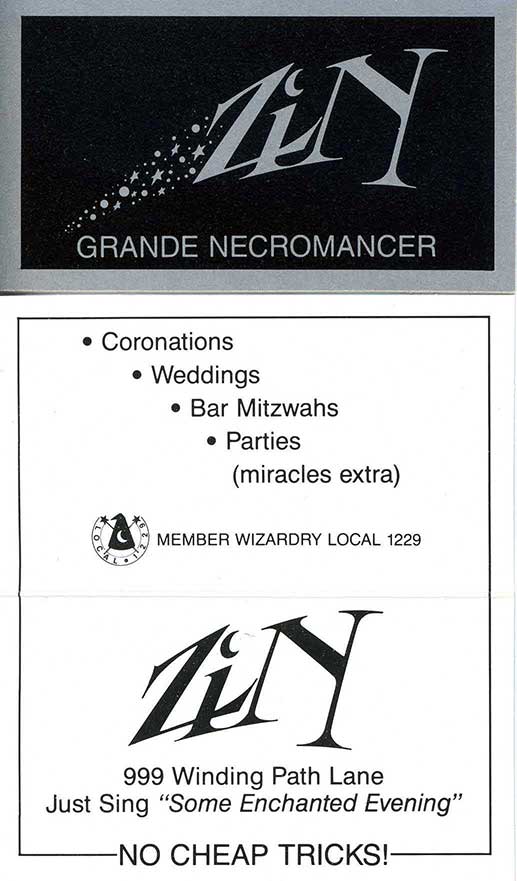 ZiN
GRANDE NECROMANCER
• Coronations
• Weddings
• Bar Mitzwahs
• Parties
(miracles extra)
LOCAL • 1229
MEMBER WIZARDRY LOCAL 1229
ZiN
999 Winding Path Lane
Just Sing "Some Enchanted Evening"
NO CHEAP TRICKS!